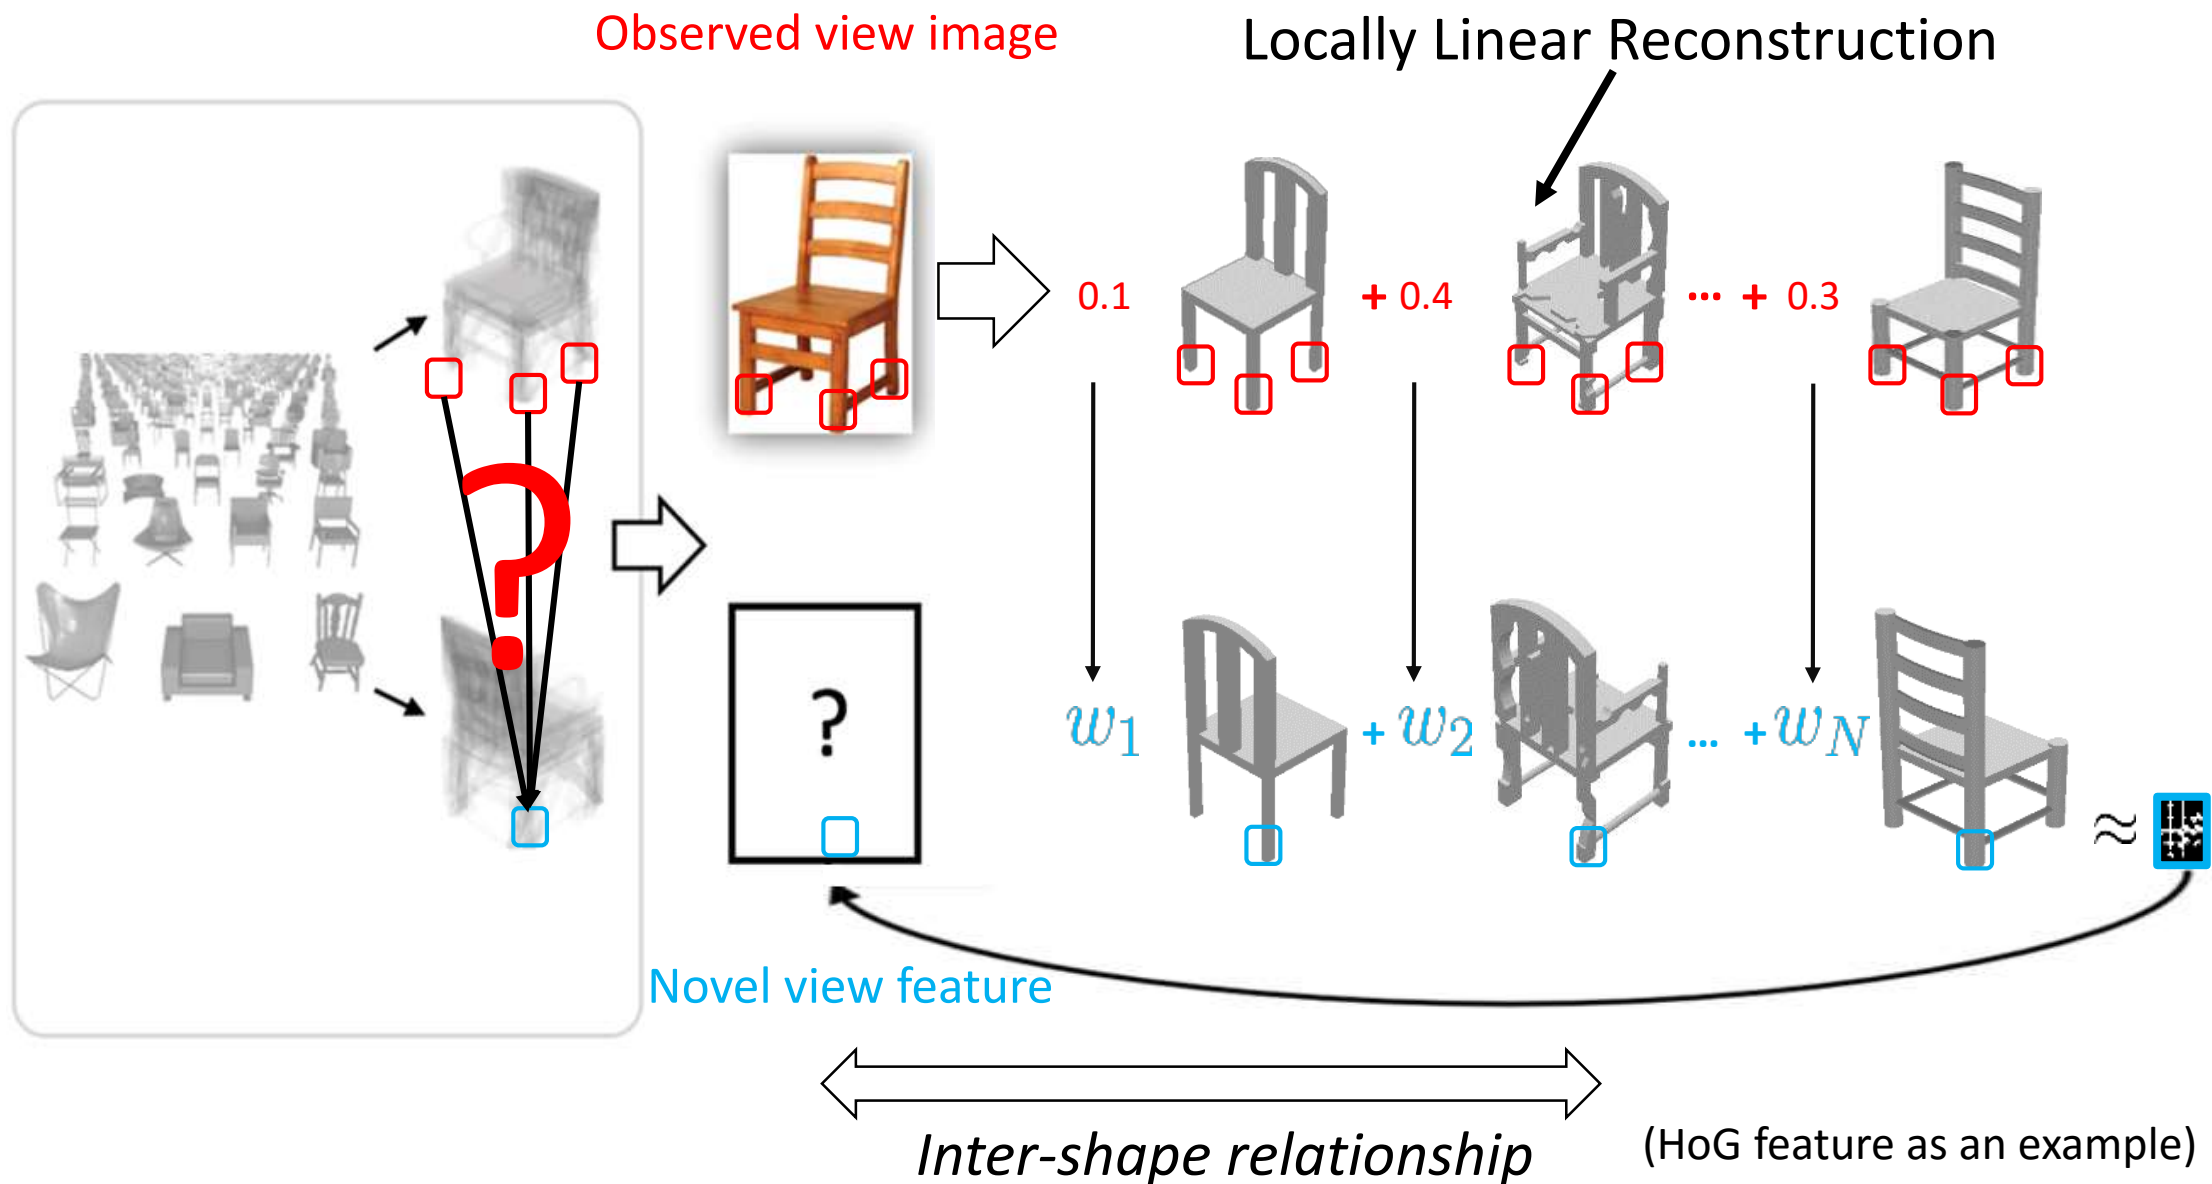 Observed view image
Locally Linear Reconstruction
0.1 + 0.4 ... + 0.3
?
?
w1 + w2 ... + wN ≈
Novel view feature
Inter-shape relationship
(HoG feature as an example)